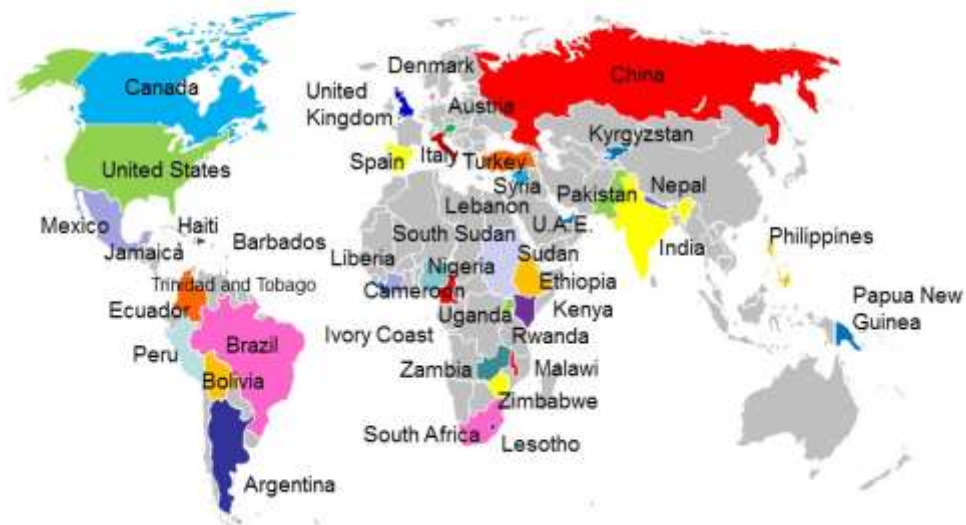 Denmark
China
Canada
United
Kingdom
Austria
Kyrgyzstan
United States
Spain
Italy
Turkey
Syria
Pakistan
Nepal
Mexico
Haiti
Lebanon
U.A.E.
Jamaica
Barbados
South Sudan
India
Philippines
Liberia
Nigeria
Sudan
Trinidad and Tobago
Cameroon
Ethiopia
Ecuador
Uganda
Kenya
Papua New
Guinea
Ivory Coast
Rwanda
Peru
Brazil
Zambia
Malawi
Bolivia
Zimbabwe
South Africa
Lesotho
Argentina